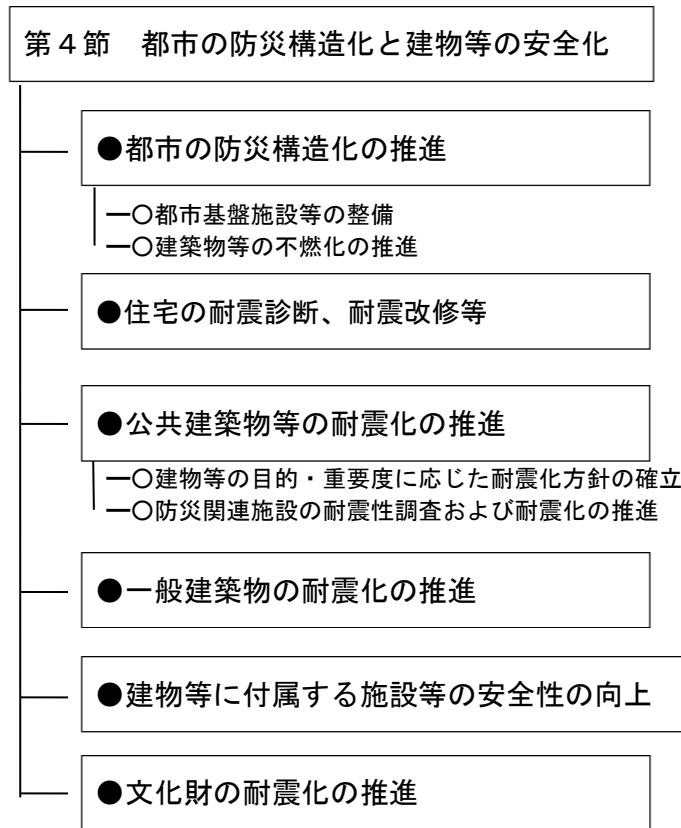 第４節　都市の防災構造化と建物等の安全化
●都市の防災構造化の推進
ー〇都市基盤施設等の整備
ー〇建築物等の不燃化の推進
●住宅の耐震診断、耐震改修等
●公共建築物等の耐震化の推進
ー〇建物等の目的・重要度に応じた耐震化方針の確立
ー〇防災関連施設の耐震性調査および耐震化の推進
●一般建築物の耐震化の推進
●建物等に付属する施設等の安全性の向上
●文化財の耐震化の推進